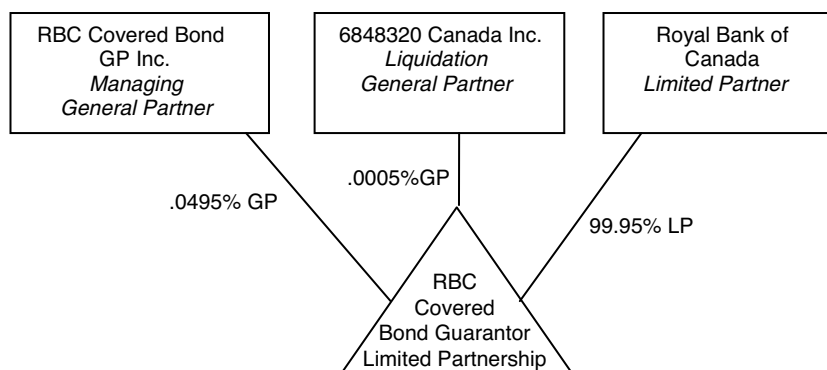 RBC Covered Bond
GP Inc.
Managing
General Partner
6848320 Canada Inc.
Liquidation
General Partner
Royal Bank of
Canada
Limited Partner
.0495% GP
.0005%GP
99.95% LP
RBC
Covered
Bond Guarantor
Limited Partnership